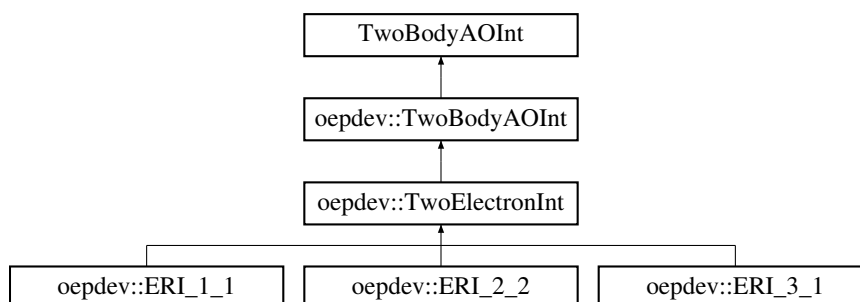 TwoBodyAOInt
oepdev::TwoBodyAOInt
oepdev::TwoElectronInt
oepdev::ERI_1_1 oepdev::ERI_2_2 oepdev::ERI_3_1